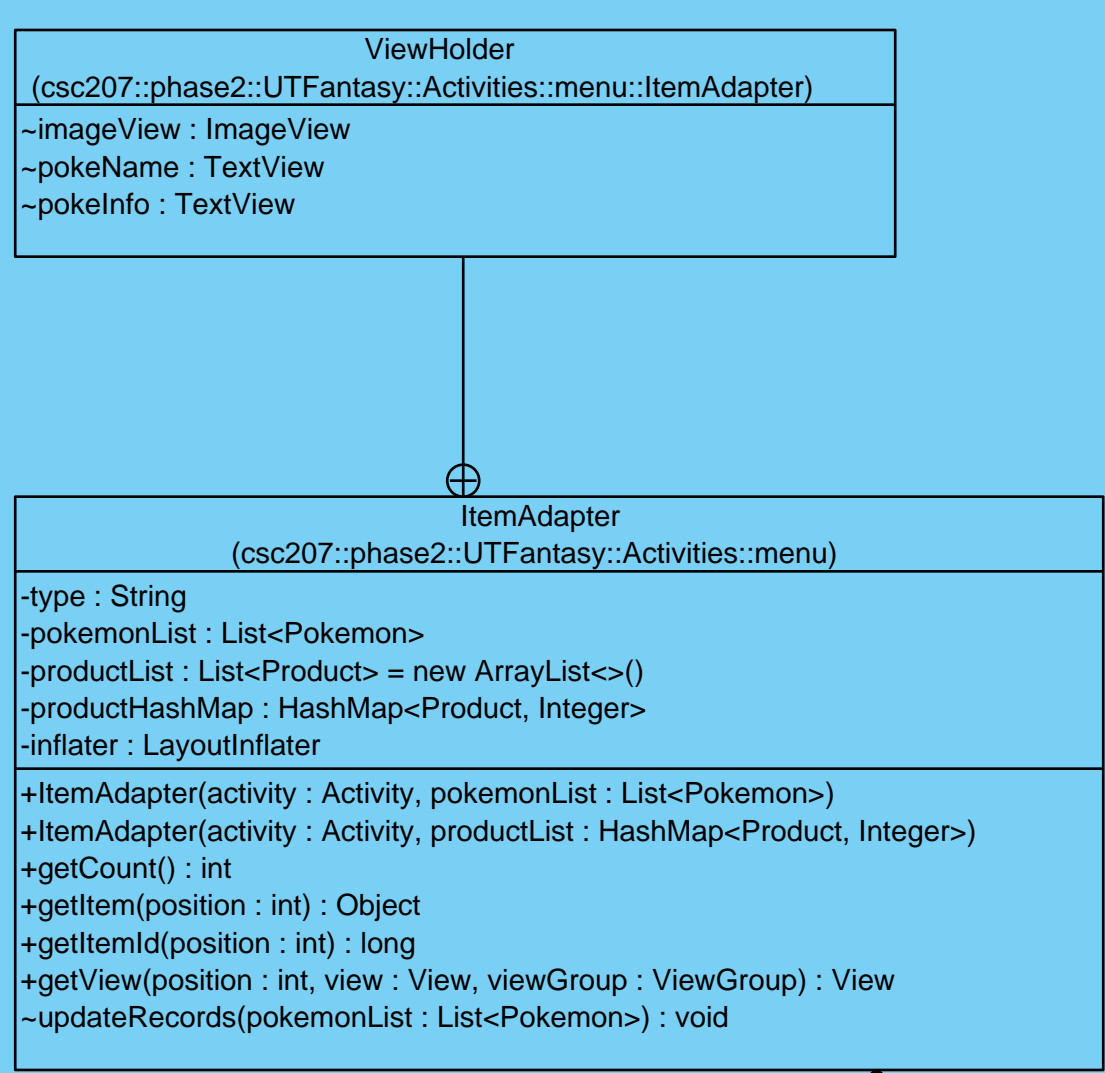 ViewHolder
(csc207::phase2::UTFantasy::Activities::menu::ItemAdapter)
~imageView : ImageView
~pokeName : TextView
~pokeInfo : TextView
ItemAdapter
(csc207::phase2::UTFantasy::Activities::menu)
-type : String
-pokemonList : List<Pokemon>
-productList : List<Product> = new ArrayList<>()
-productHashMap : HashMap<Product, Integer>
-inflater : LayoutInflater
+ItemAdapter(activity : Activity, pokemonList : List<Pokemon>)
+ItemAdapter(activity : Activity, productList : HashMap<Product, Integer>)
+getCount() : int
+getItem(position : int) : Object
+getItemId(position : int) : long
+getView(position : int, view : View, viewGroup : ViewGroup) : View
~updateRecords(pokemonList : List<Pokemon>) : void